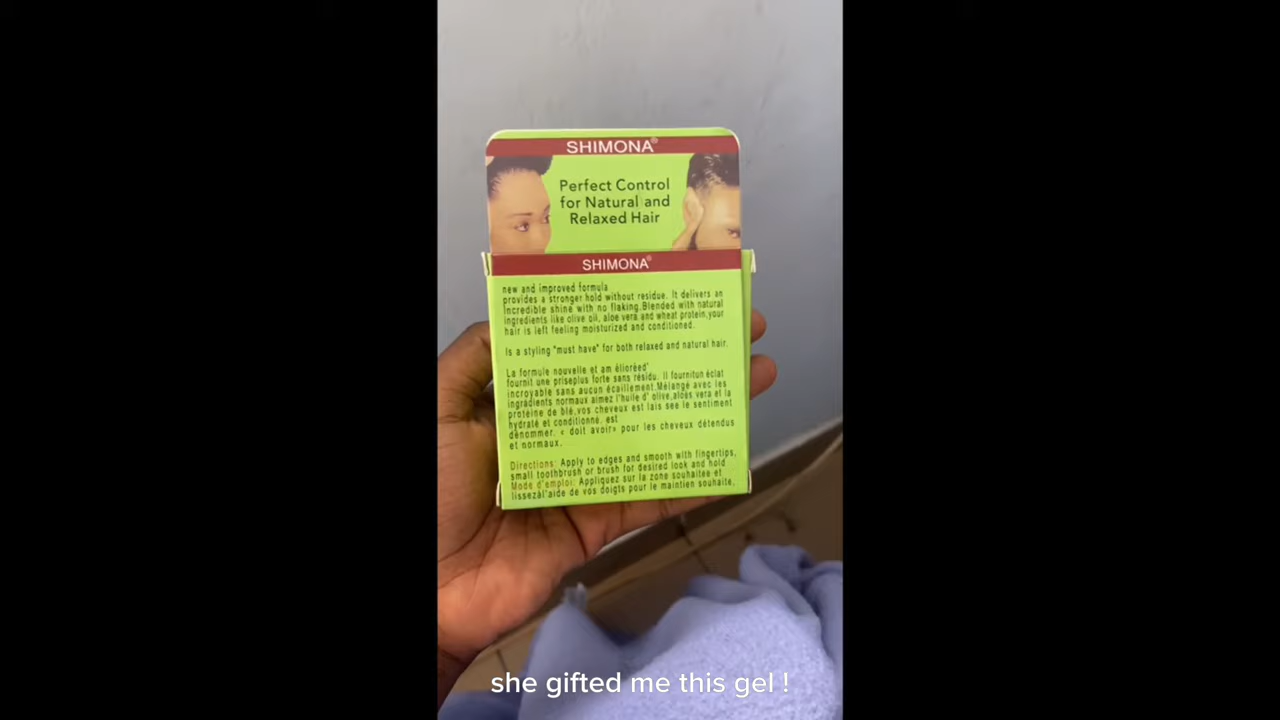 SHIMONA®
Perfect Control
for Natural and
Relaxed Hair
SHIMONA®
new and improved formula
provides a stronger hold without residue. It delivers an
incredible shine with no flaking.Blended with natural
ingredients like olive oil, aloe vera and wheat protein,your
hair is left feeling moisturized and conditioned.
Is a styling "must have" for both relaxed and natural hair.
La formule nouvelle et am élioréed'
fournit une priseplus forte sans résidu. Il fournitun éclat
incroyable sans aucun écaillement.Mélangé avec les
ingrédients normaux aimez l'huile d' olive,aloès vera et la
protéine de blé,vos cheveux est lais see le sentiment
hydraté et conditionne. est
dénommer. « doit avoir» pour les cheveux détendus
et normaux.
Directions: Apply to edges and smooth with fingertips,
small toothbrush or brush for desired look and hold
Mode d'emploi: Appliquez sur la zone souhaitee et
lissezàl'aide de vos doigts pour le maintien souhaite,
she gifted me this gel !